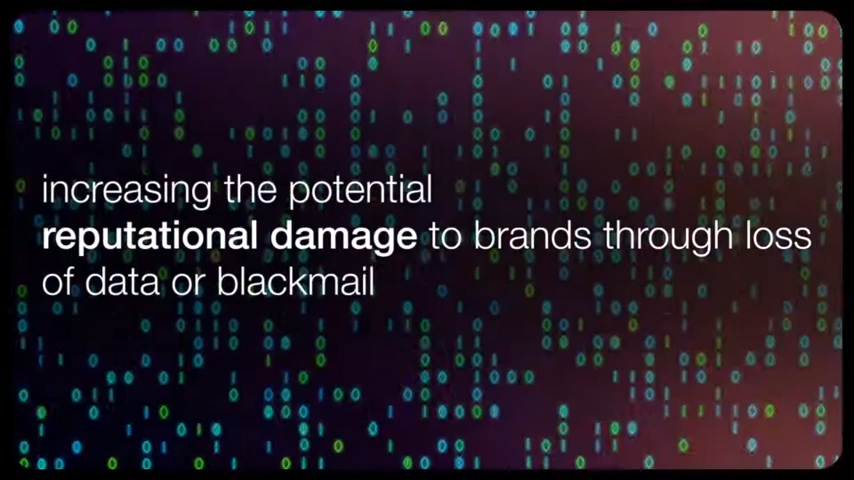 increasing the potential
reputational damage to brands through loss
of data or blackmail